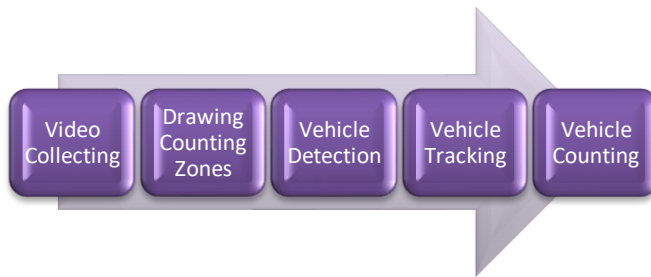 Video
Collecting
Drawing
Counting
Zones
Vehicle
Detection
Vehicle
Tracking
Vehicle
Counting